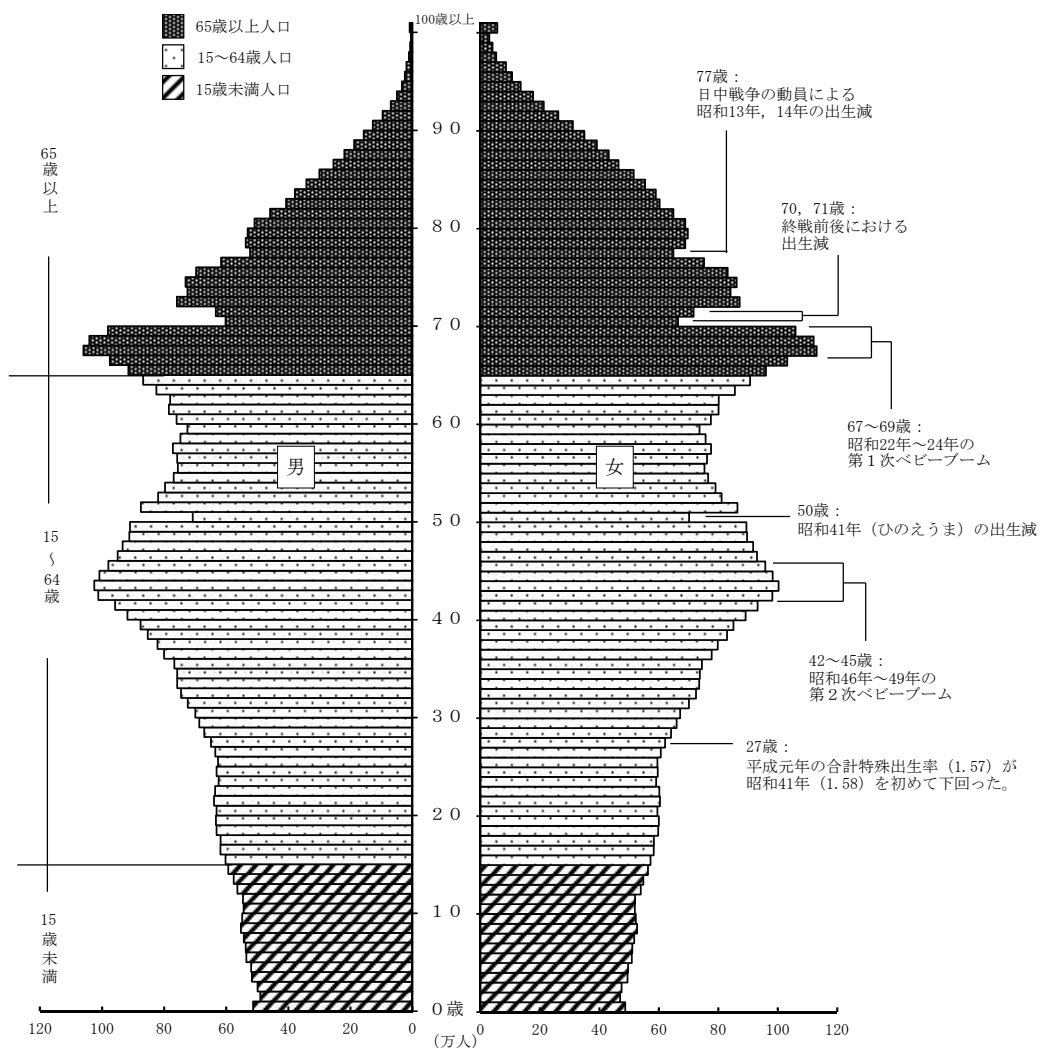 65歳以上人口
15～64歳人口
15歳未満人口
100歳以上
９０
８０
７０
６０
５０
４０
３０
２０
１０
０歳
65
歳
以
上
15
～
64
歳
15
歳
未
満
男
女
77歳：
日中戦争の動員による
昭和13年，14年の出生減
70，71歳：
終戦前後における
出生減
67～69歳：
昭和22年～24年の
第１次ベビーブーム
50歳：
昭和41年（ひのえうま）の出生減
42～45歳：
昭和46年～49年の
第２次ベビーブーム
27歳：
平成元年の合計特殊出生率（1.57）が
昭和41年（1.58）を初めて下回った。
120 100 80 60 40 20 0
0 20 40 60 80 100 120
（万人）